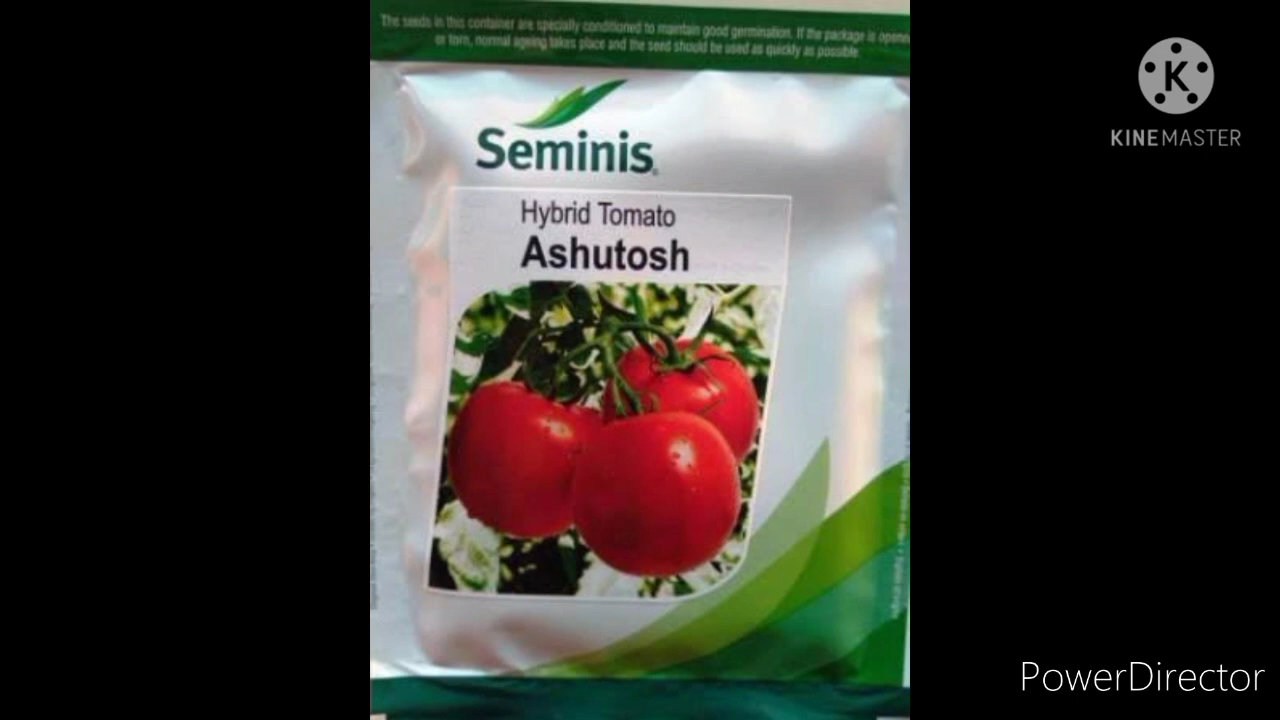 The seeds in this container are specially conditioned to maintain good germination. If the package is opene
or torn, normal ageing takes place and the seed should be used as quickly as possible.
Seminis
Hybrid Tomato
Ashutosh
K
KINEMASTER
PowerDirector